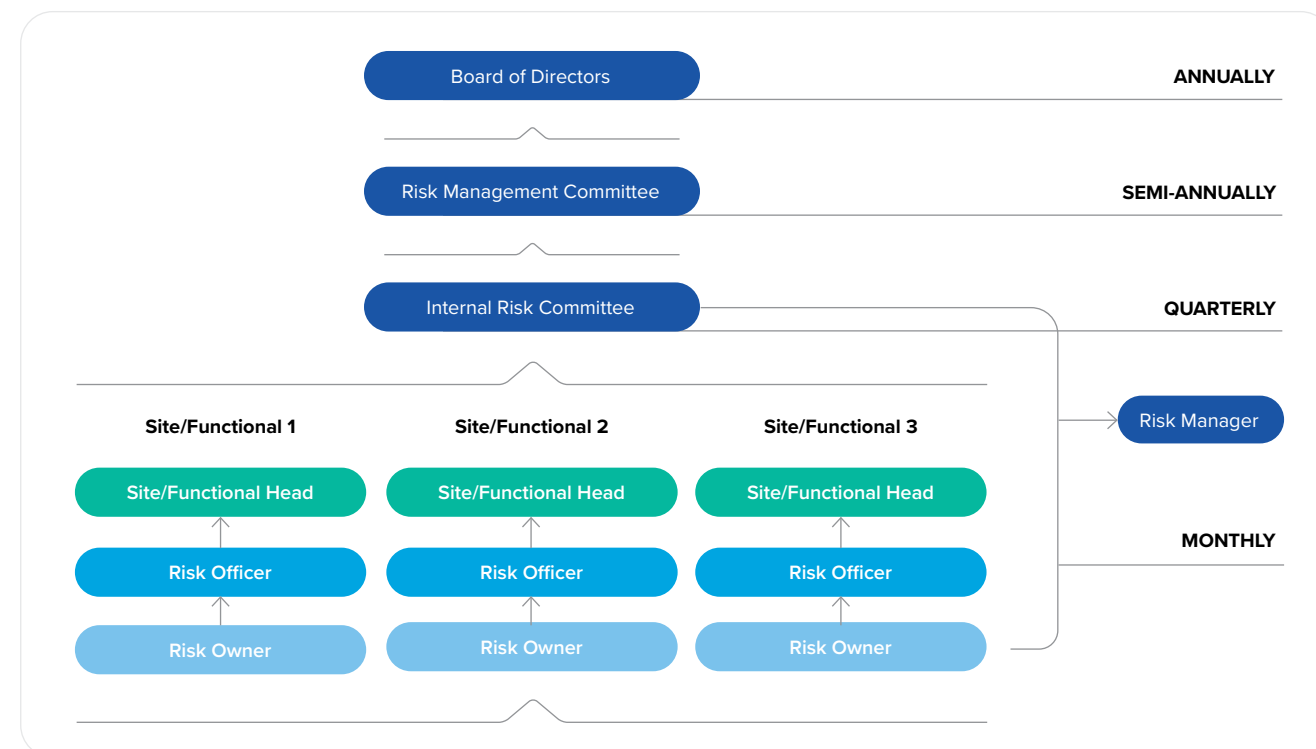 Board of Directors
ANNUALLY
Risk Management Committee
SEMI-ANNUALLY
Internal Risk Committee
QUARTERLY
Site/Functional 1
Site/Functional 2
Site/Functional 3
Risk Manager
Site/Functional Head
Site/Functional Head
Site/Functional Head
MONTHLY
Risk Officer
Risk Officer
Risk Officer
Risk Owner
Risk Owner
Risk Owner